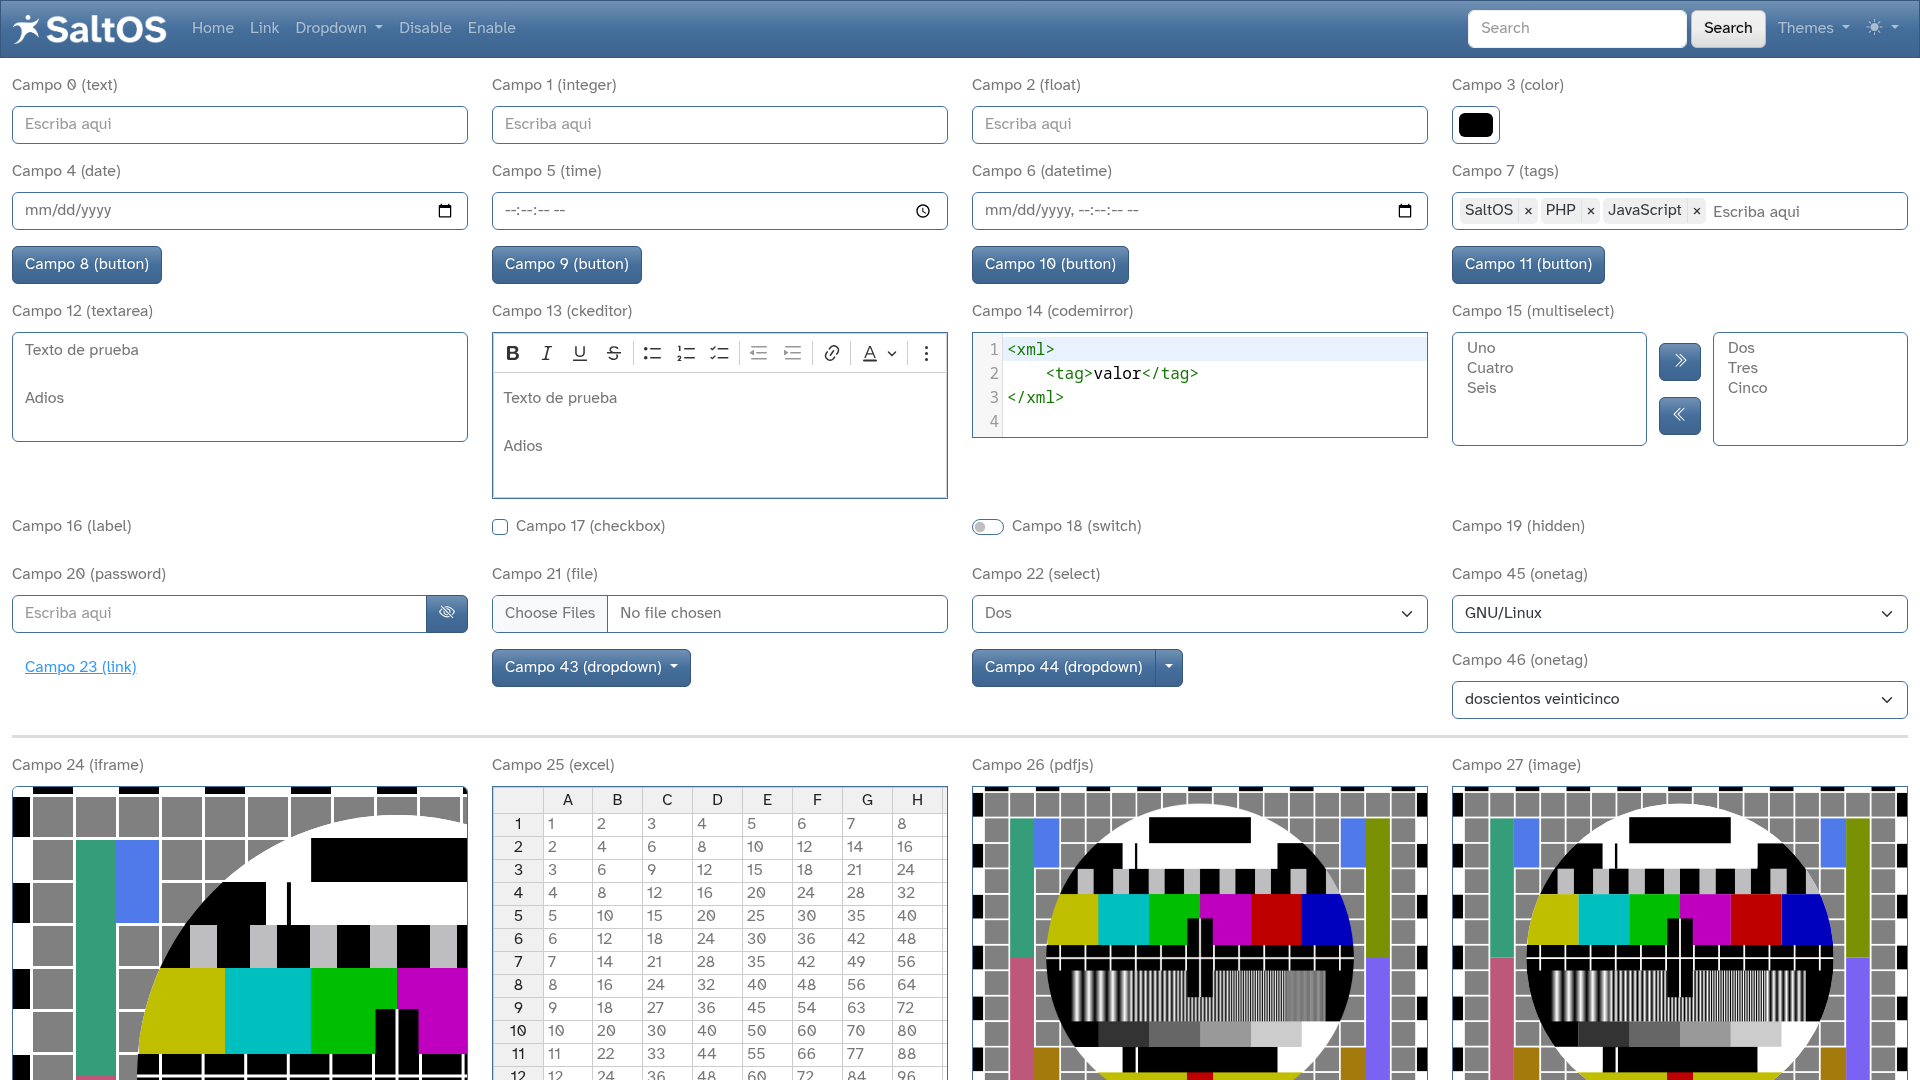 SaltOS Home Link Dropdown Disable Enable Search Search Themes
Campo 0 (text) Campo 1 (integer) Campo 2 (float) Campo 3 (color)
Escriba aqui Escriba aqui Escriba aqui
Campo 4 (date) Campo 5 (time) Campo 6 (datetime) Campo 7 (tags)
mm/dd/yyyy --:--:-- -- mm/dd/yyyy, --:--:-- -- SaltOS × PHP × JavaScript × Escriba aqui
Campo 8 (button) Campo 9 (button) Campo 10 (button) Campo 11 (button)
Campo 12 (textarea) Campo 13 (ckeditor) Campo 14 (codemirror) Campo 15 (multiselect)
Texto de prueba
Adios
B I U S A
Texto de prueba
Adios
1 <xml>
2 <tag>valor</tag>
3 </xml>
4
Uno
Cuatro
Seis
Dos
Tres
Cinco
Campo 16 (label) Campo 17 (checkbox) Campo 18 (switch) Campo 19 (hidden)
Campo 20 (password) Campo 21 (file) Campo 22 (select) Campo 45 (onetag)
Escriba aqui Choose Files No file chosen Dos GNU/Linux
Campo 23 (link) Campo 43 (dropdown) Campo 44 (dropdown) Campo 46 (onetag)
doscientos veinticinco
Campo 24 (iframe) Campo 25 (excel) Campo 26 (pdfjs) Campo 27 (image)
A B C D E F G H
1 1 2 3 4 5 6 7 8
2 2 4 6 8 10 12 14 16
3 3 6 9 12 15 18 21 24
4 4 8 12 16 20 24 28 32
5 5 10 15 20 25 30 35 40
6 6 12 18 24 30 36 42 48
7 7 14 21 28 35 42 49 56
8 8 16 24 32 40 48 56 64
9 9 18 27 36 45 54 63 72
10 10 20 30 40 50 60 70 80
11 11 22 33 44 55 66 77 88
12 12 24 36 48 60 72 84 96